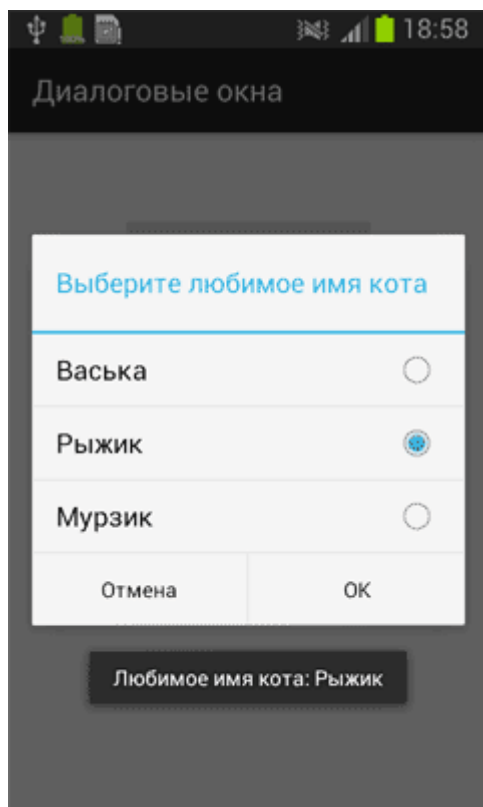 18:58
Диалоговые окна
Выберите любимое имя кота
Васька
Рыжик
Мурзик
Отмена OK
Любимое имя кота: Рыжик